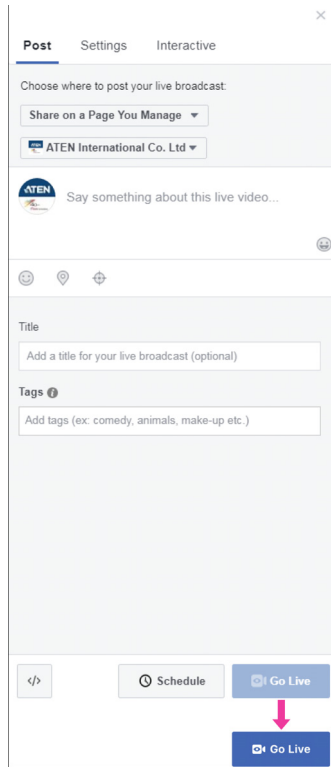 Post Settings Interactive
Choose where to post your live broadcast:
Share on a Page You Manage
ATEN International Co. Ltd
ATEN
Say something about this live video...
Title
Add a title for your live broadcast (optional)
Tags
Add tags (ex: comedy, animals, make-up etc.)
</> Schedule Go Live
Go Live